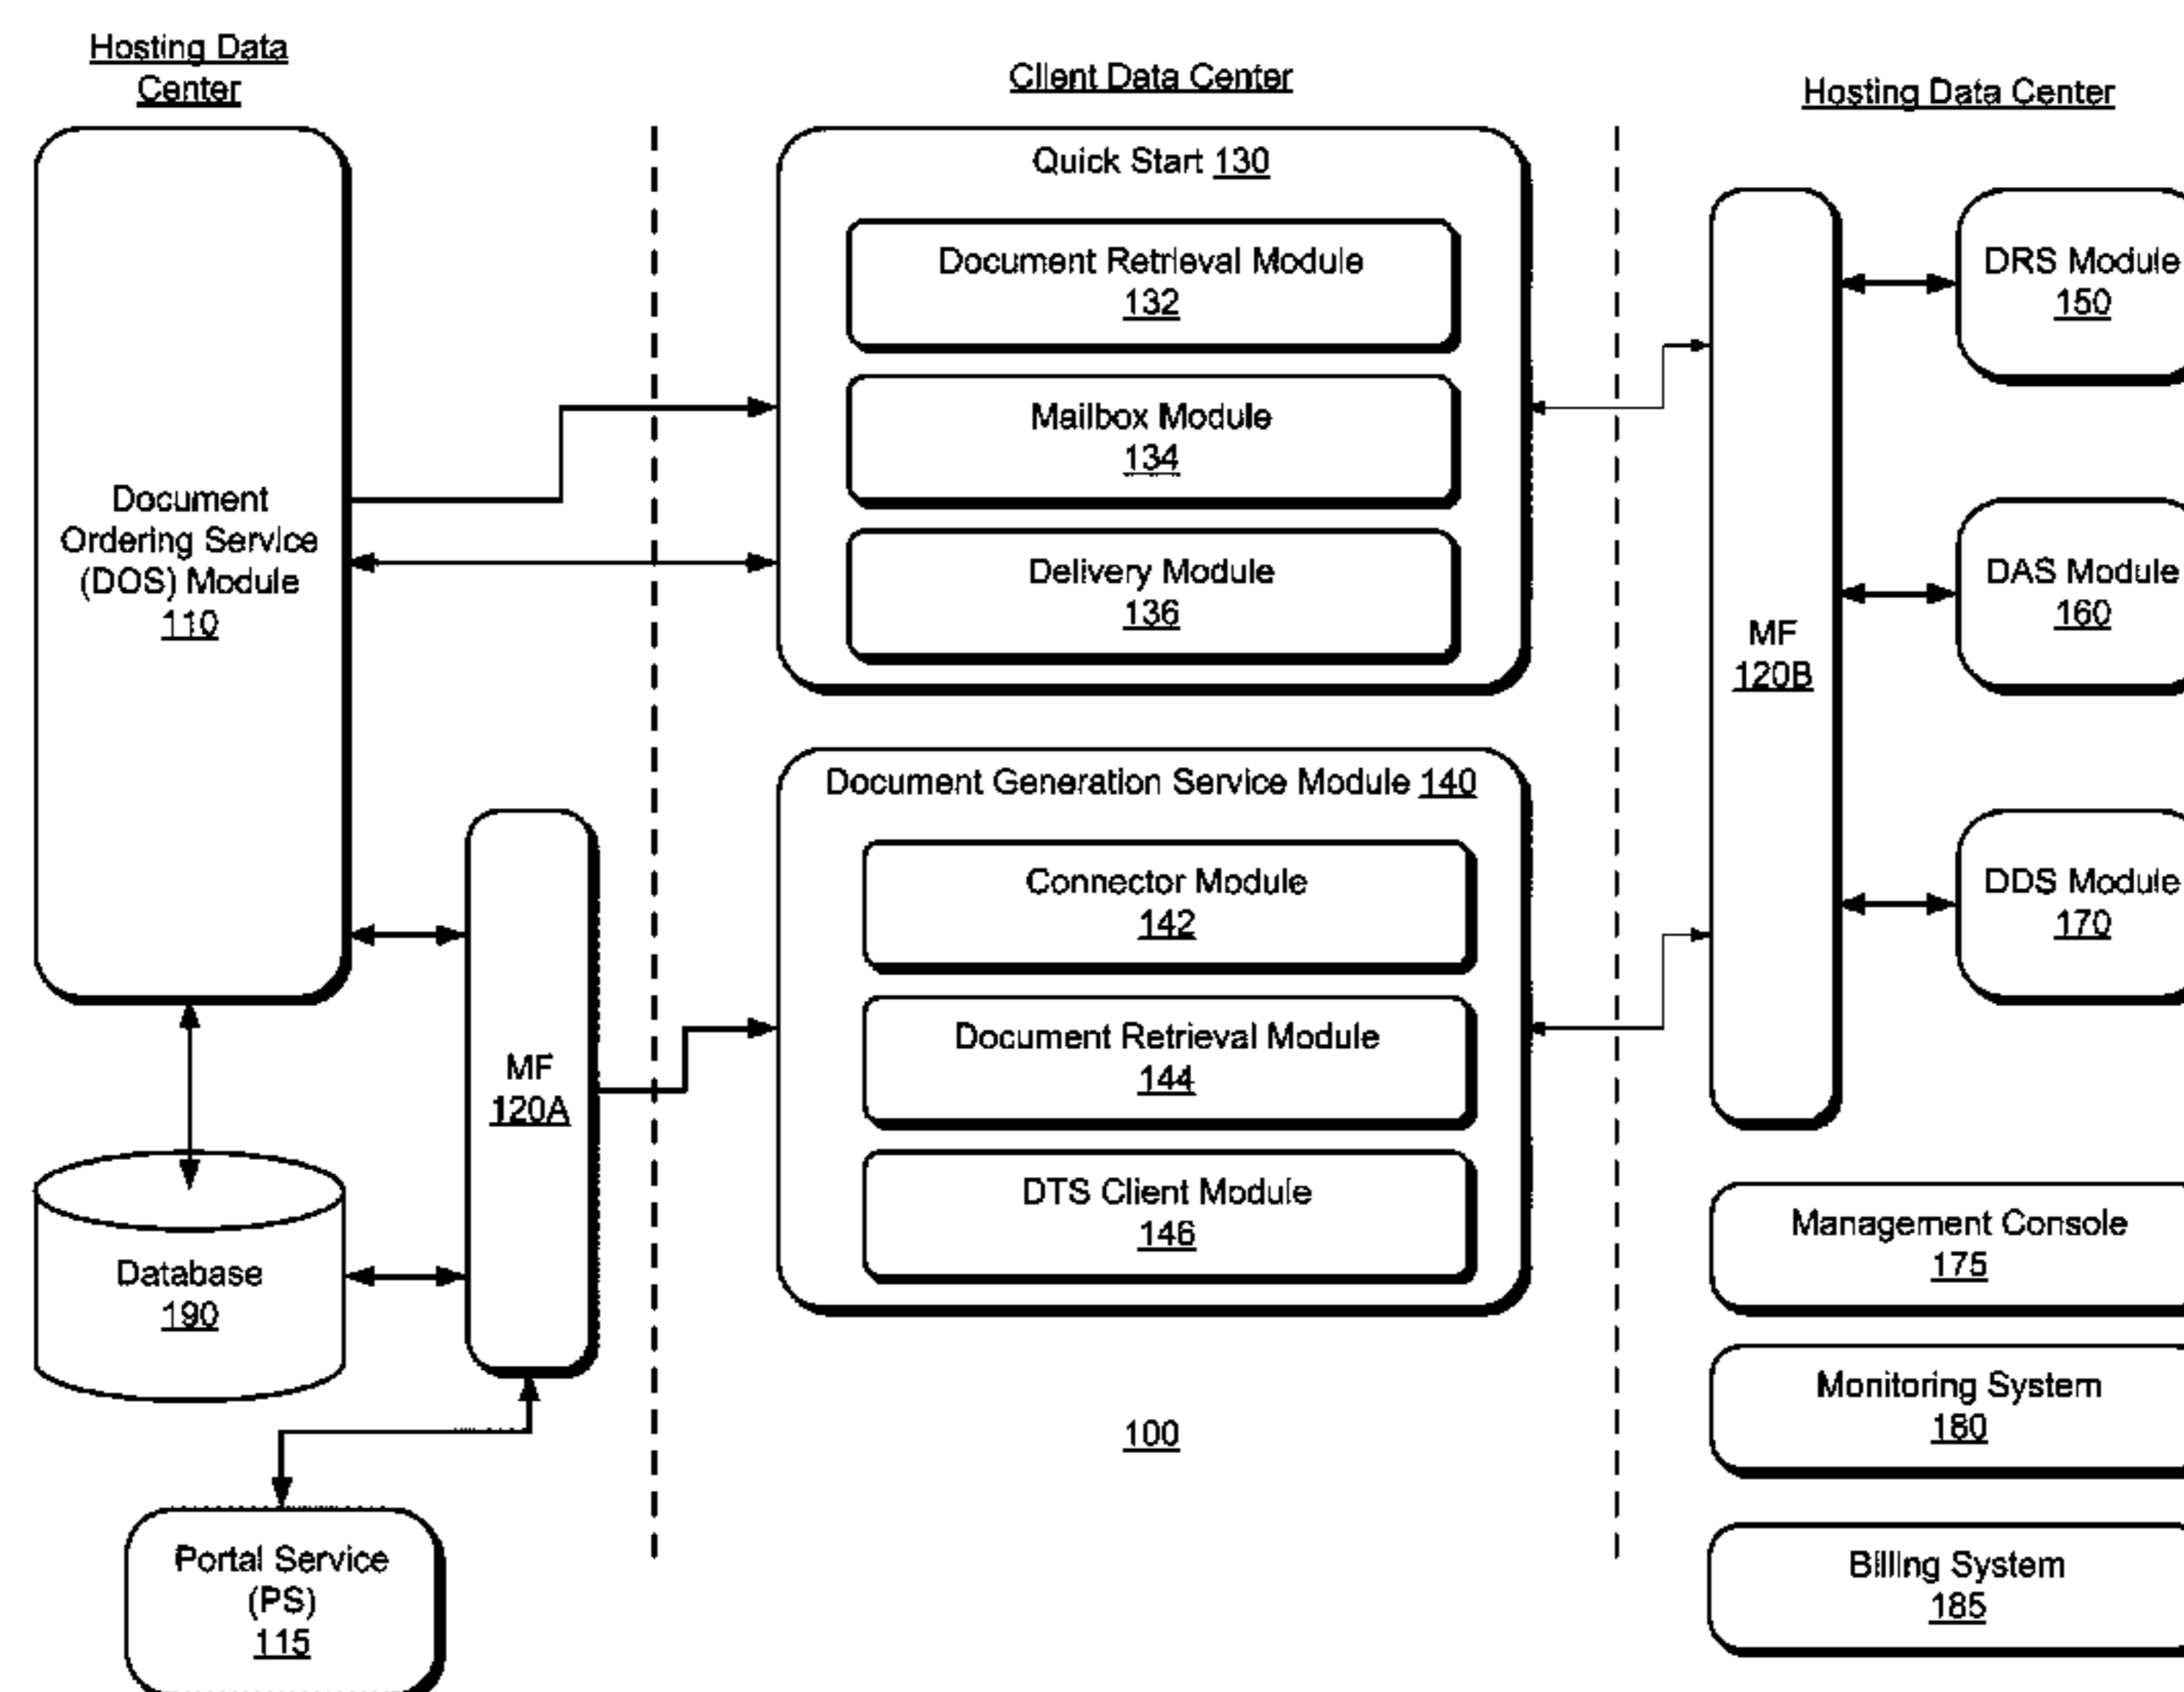 Hosting Data
Center
Document
Ordering Service
(DOS) Module
110
Database
190
MF
120A
Portal Service
(PS)
115
Client Data Center
Quick Start 130
Document Retrieval Module
132
Mailbox Module
134
Delivery Module
136
Document Generation Service Module 140
Connector Module
142
Document Retrieval Module
144
DTS Client Module
146
100
Hosting Data Center
MF
120B
DRS Module
150
DAS Module
160
DDS Module
170
Management Console
175
Monitoring System
180
Billing System
185